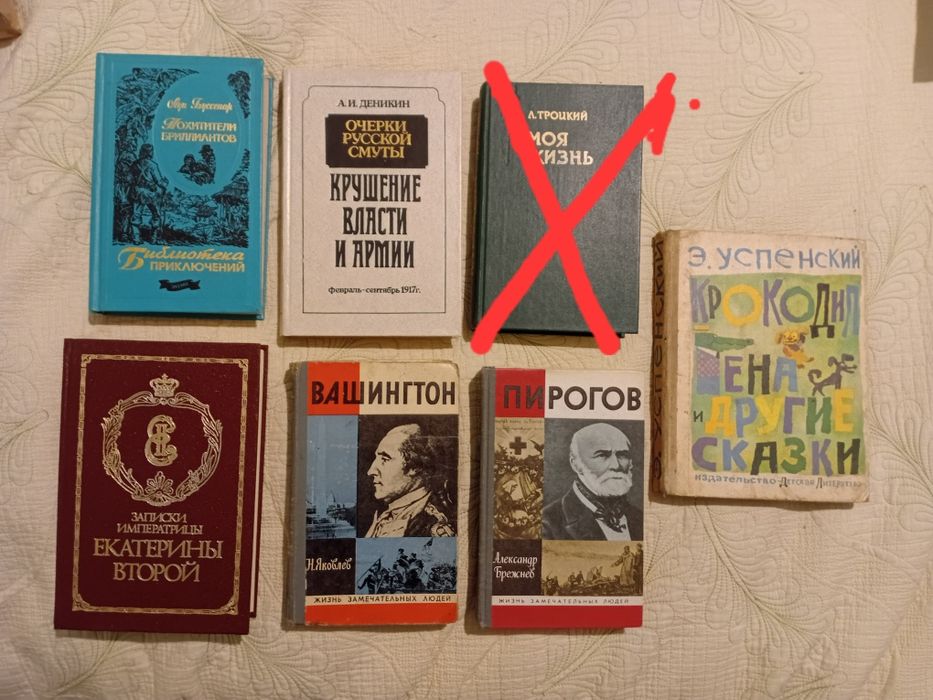 Луи Буссенар
ПОХИТИТЕЛИ
БРИЛЛИАНТОВ
Библиотека
ПРИКЛЮЧЕНИЙ
А. И. ДЕНИКИН
ОЧЕРКИ
РУССКОЙ
СМУТЫ
КРУШЕНИЕ
ВЛАСТИ
И АРМИИ
февраль-сентябрь 1917г.
Л. ТРОЦКИЙ
МОЯ
ЖИЗНЬ
Э. УСПЕНСКИЙ
КРОКОДИЛ
ГЕНА
И ДРУГИЕ
СКАЗКИ
издательство-Детская Литература
ЗАПИСКИ
ИМПЕРАТРИЦЫ
ЕКАТЕРИНЫ
ВТОРОЙ
ВАШИНГТОН
Н. Яковлев
ЖИЗНЬ ЗАМЕЧАТЕЛЬНЫХ ЛЮДЕЙ
ПИРОГОВ
Александр
Брежнев
ЖИЗНЬ ЗАМЕЧАТЕЛЬНЫХ ЛЮДЕЙ